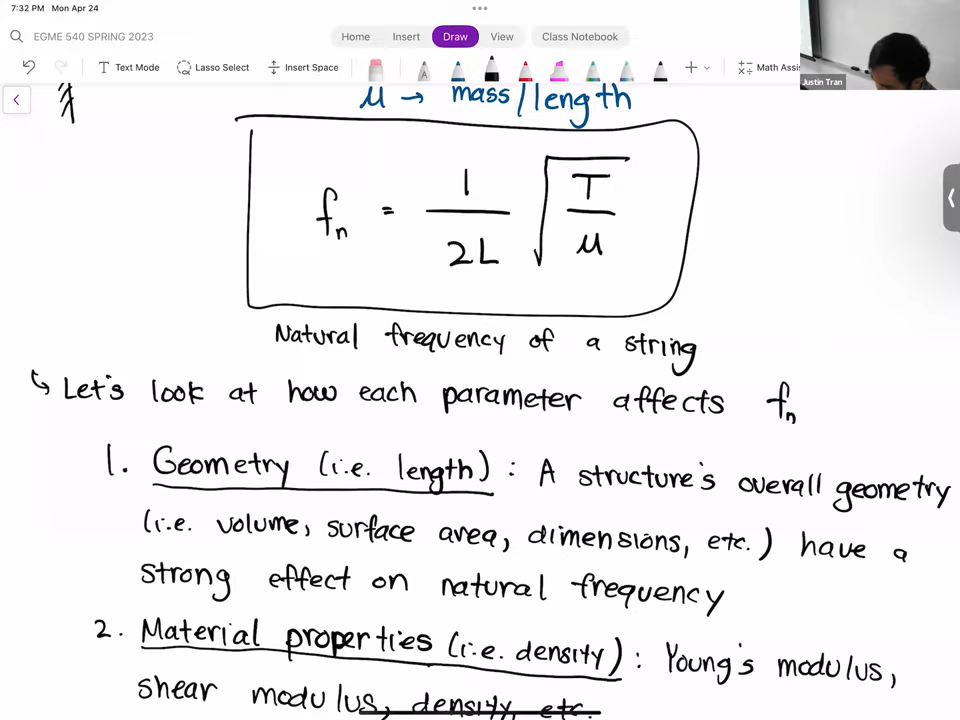 7:32 PM Mon Apr 24
EGME 540 SPRING 2023
Home Insert Draw View Class Notebook
Text Mode Lasso Select Insert Space Math Assis
Justin Tran
μ → mass/length
fn = 1/2L √T/μ
Natural frequency of a string
↳ Let's look at how each parameter affects fn
1. Geometry (i.e. length) : A structure's overall geometry
(i.e. volume, surface area, dimensions, etc.) have a
strong effect on natural frequency
2. Material properties (i.e. density) : Young's modulus,
shear modulus, density, etc.